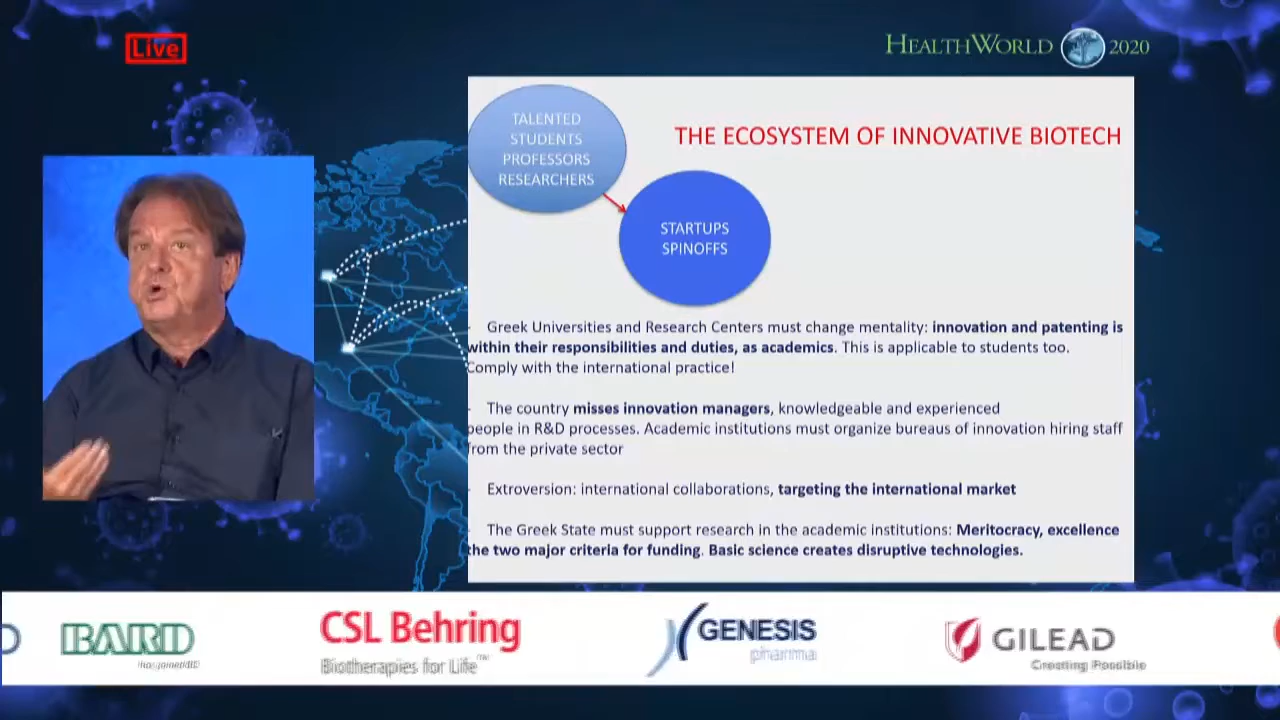 Live
HEALTHWORLD 2020
TALENTED
STUDENTS
PROFESSORS
RESEARCHERS
THE ECOSYSTEM OF INNOVATIVE BIOTECH
STARTUPS
SPINOFFS
- Greek Universities and Research Centers must change mentality: innovation and patenting is
within their responsibilities and duties, as academics. This is applicable to students too.
Comply with the international practice!
- The country misses innovation managers, knowledgeable and experienced
people in R&D processes. Academic institutions must organize bureaus of innovation hiring staff
from the private sector
- Extroversion: international collaborations, targeting the international market
- The Greek State must support research in the academic institutions: Meritocracy, excellence
the two major criteria for funding. Basic science creates disruptive technologies.
BARD
CSL Behring
Biotherapies for Life™
GENESIS
pharma
GILEAD
Creating Possible